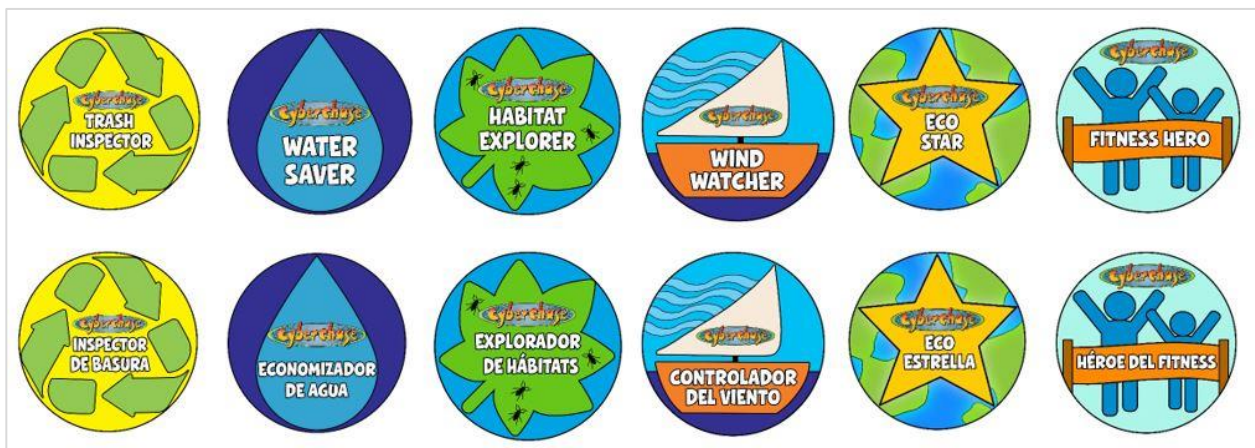 Cyberchase
TRASH
INSPECTOR
Cyberchase
WATER
SAVER
Cyberchase
HABITAT
EXPLORER
Cyberchase
WIND
WATCHER
Cyberchase
ECO
STAR
Cyberchase
FITNESS HERO
Cyberchase
INSPECTOR
DE BASURA
Cyberchase
ECONOMIZADOR
DE AGUA
Cyberchase
EXPLORADOR
DE HÁBITATS
Cyberchase
CONTROLADOR
DEL VIENTO
Cyberchase
ECO
ESTRELLA
Cyberchase
HÉROE DEL FITNESS